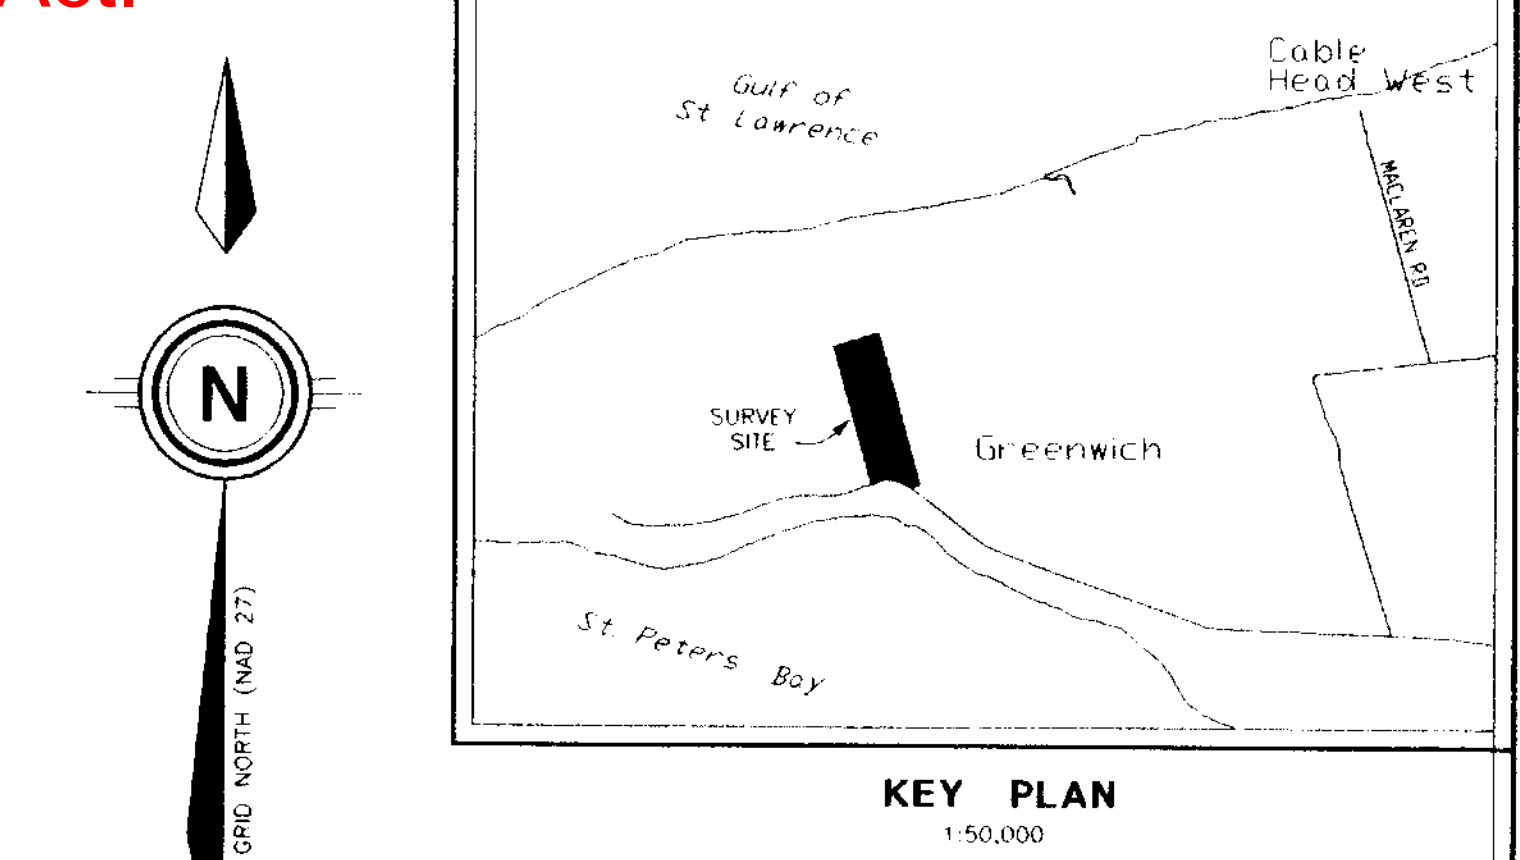 Act.
Gulf of
St Lawrence
Cable
Head West
MACLAREN RD
N
SURVEY
SITE
Greenwich
St. Peters Bay
GRID NORTH (NAD 27)
KEY PLAN
1:50,000